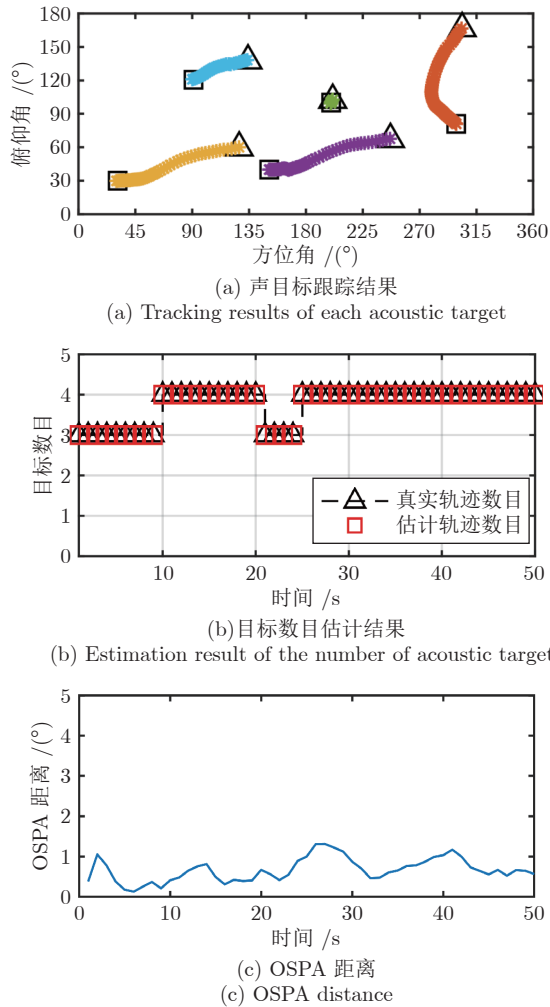 180
150
120
90
60
30
0
俯仰角 /(°)
0 45 90 135 180 225 270 315 360
方位角 /(°)
(a) 声目标跟踪结果
(a) Tracking results of each acoustic target
5
4
3
2
1
0
目标数目
真实轨迹数目
估计轨迹数目
10 20 30 40 50
时间 /s
(b)目标数目估计结果
(b) Estimation result of the number of acoustic target
5
4
3
2
1
0
OSPA 距离 /(°)
0 10 20 30 40 50
时间 /s
(c) OSPA 距离
(c) OSPA distance